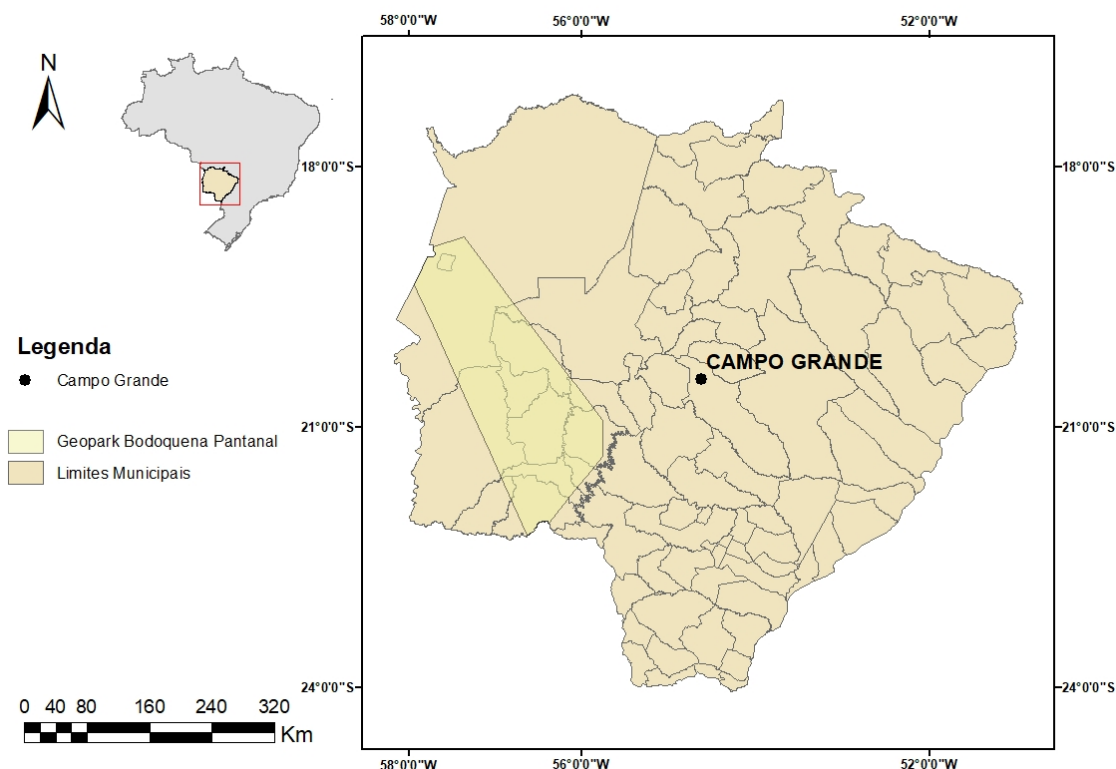 58°0'0"W 56°0'0"W 52°0'0"W
N
18°0'0"S 18°0'0"S
Legenda
CAMPO GRANDE
Campo Grande
21°0'0"S 21°0'0"S
Geopark Bodoquena Pantanal
Limites Municipais
24°0'0"S 24°0'0"S
0 40 80 160 240 320
Km
58°0'0"W 56°0'0"W 52°0'0"W